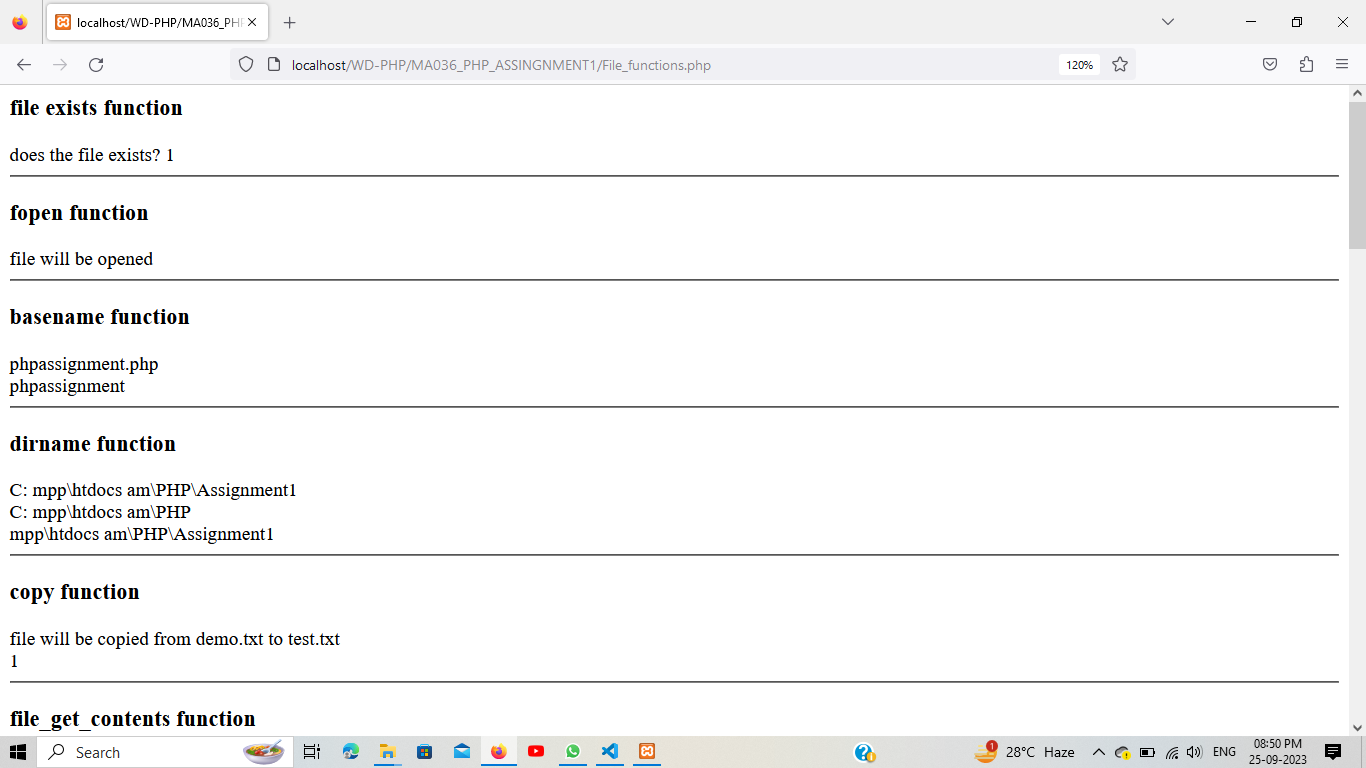 localhost/WD-PHP/MA036_PHP
localhost/WD-PHP/MA036_PHP_ASSINGNMENT1/File_functions.php
120%
file exists function
does the file exists? 1
fopen function
file will be opened
basename function
phpassignment.php
phpassignment
dirname function
C: mpp\htdocs am\PHP\Assignment1
C: mpp\htdocs am\PHP
mpp\htdocs am\PHP\Assignment1
copy function
file will be copied from demo.txt to test.txt
1
file_get_contents function
Search
1
28°C Haze
ENG
08:50 PM
25-09-2023